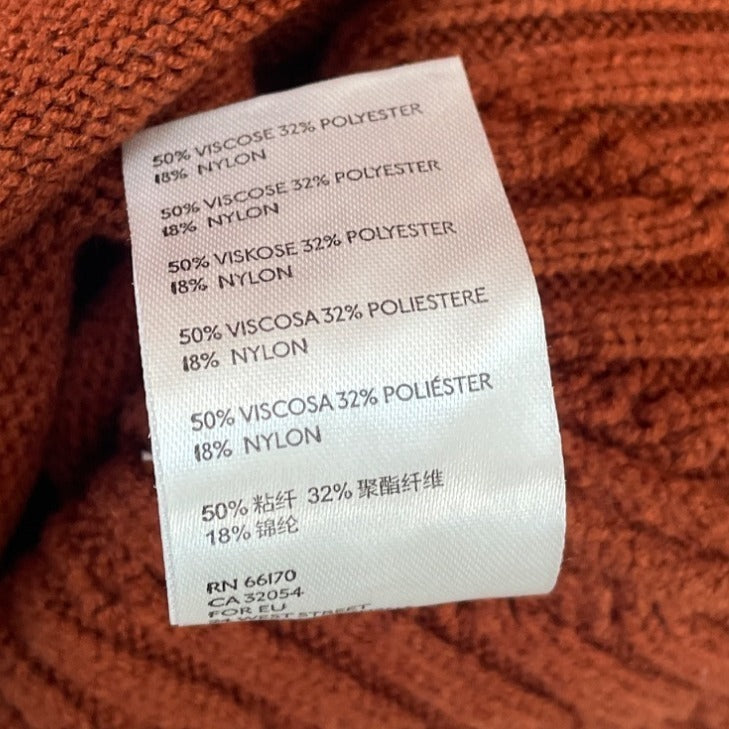 50% VISCOSE 32% POLYESTER
18% NYLON
50% VISCOSE 32% POLYESTER
18% NYLON
50% VISKOSE 32% POLYESTER
18% NYLON
50% VISCOSA 32% POLIESTERE
18% NYLON
50% VISCOSA 32% POLIÉSTER
18% NYLON
50% 粘纤 32% 聚酯纤维
18% 锦纶
RN 66170
CA 32054
FOR EU
WEST STREET